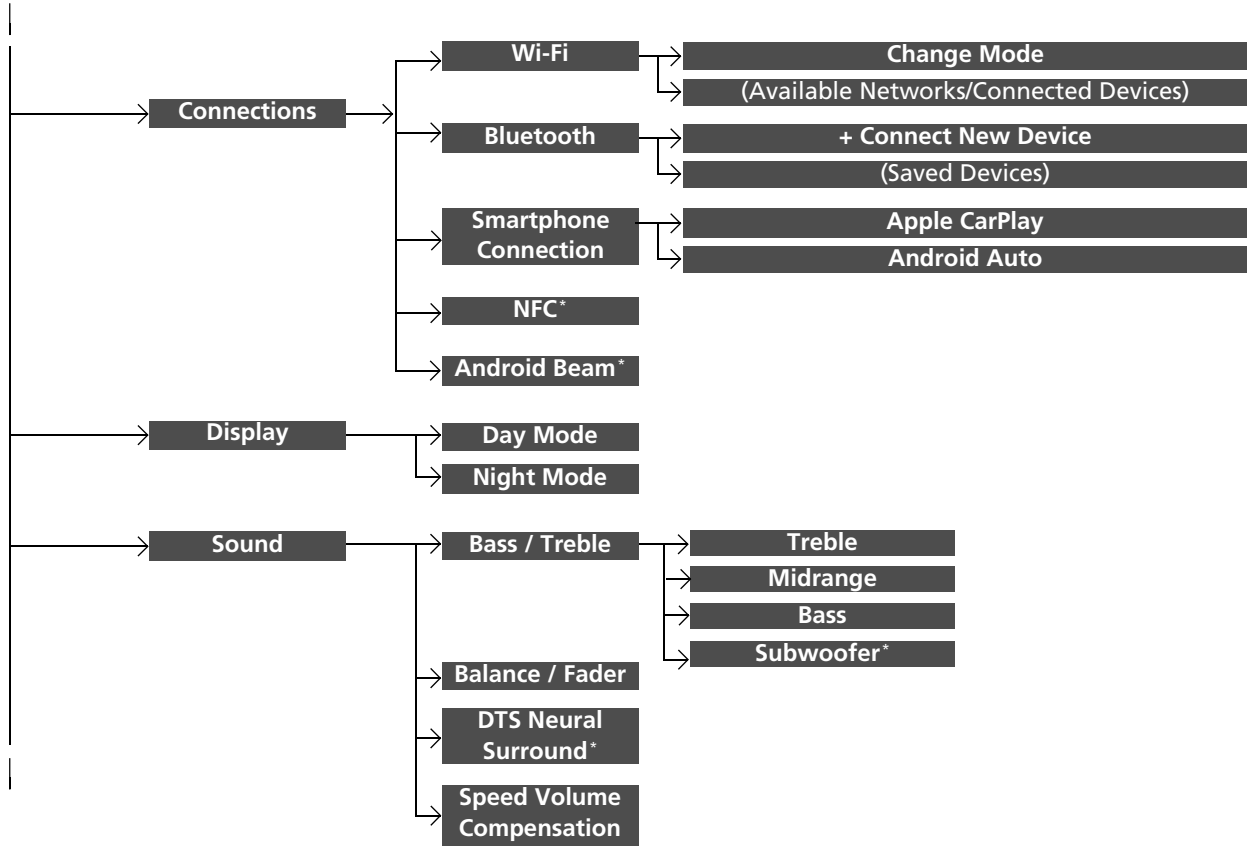 Wi-Fi
Change Mode
(Available Networks/Connected Devices)
Connections
Bluetooth
+ Connect New Device
(Saved Devices)
Smartphone
Connection
Apple CarPlay
Android Auto
NFC*
Android Beam*
Display
Day Mode
Night Mode
Sound
Bass / Treble
Treble
Midrange
Bass
Subwoofer*
Balance / Fader
DTS Neural
Surround*
Speed Volume
Compensation